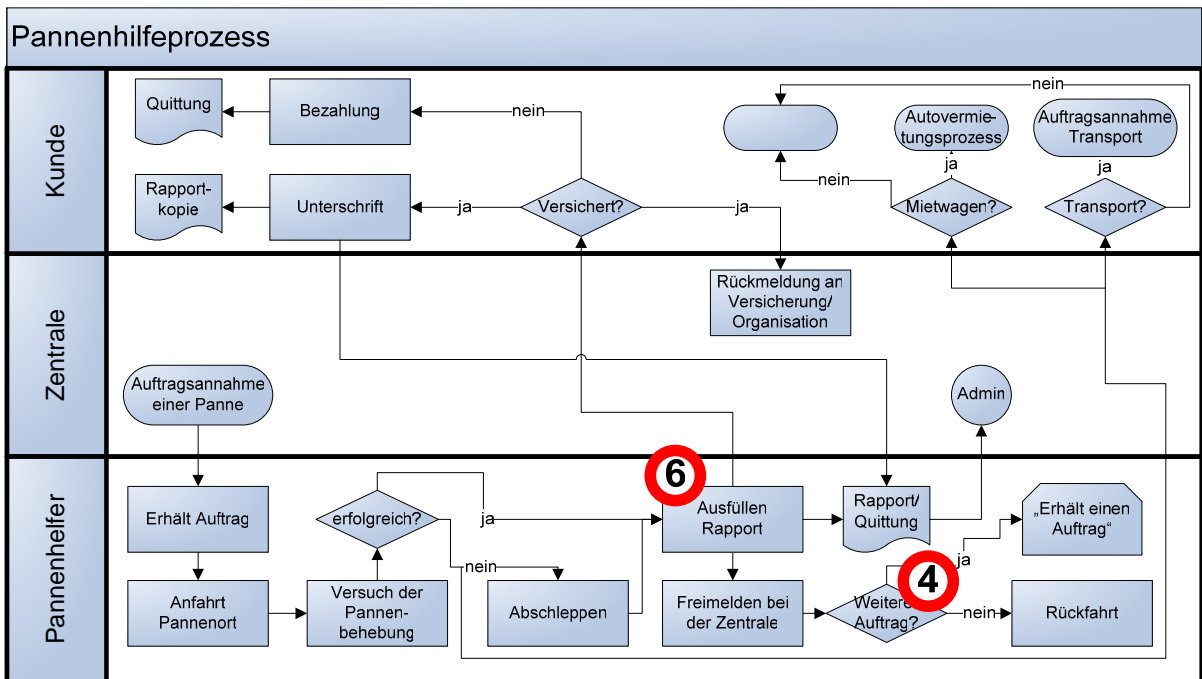 Pannenhilfeprozess
Kunde
Quittung
Bezahlung
nein
nein
Autovermie-
tungsprozess
Auftragsannahme
Transport
ja
ja
Rapport-
kopie
Unterschrift
ja
Versichert?
ja
nein
Mietwagen?
Transport?
Zentrale
Rückmeldung an
Versicherung/
Organisation
Auftragsannahme
einer Panne
Admin
Pannenhelfer
6
Erhält Auftrag
erfolgreich?
ja
Ausfüllen
Rapport
Rapport/
Quittung
„Erhält einen
Auftrag“
ja
nein
4
Anfahrt
Pannenort
Versuch der
Pannen-
behebung
Abschleppen
Freimelden bei
der Zentrale
Weitere
Auftrag?
nein
Rückfahrt